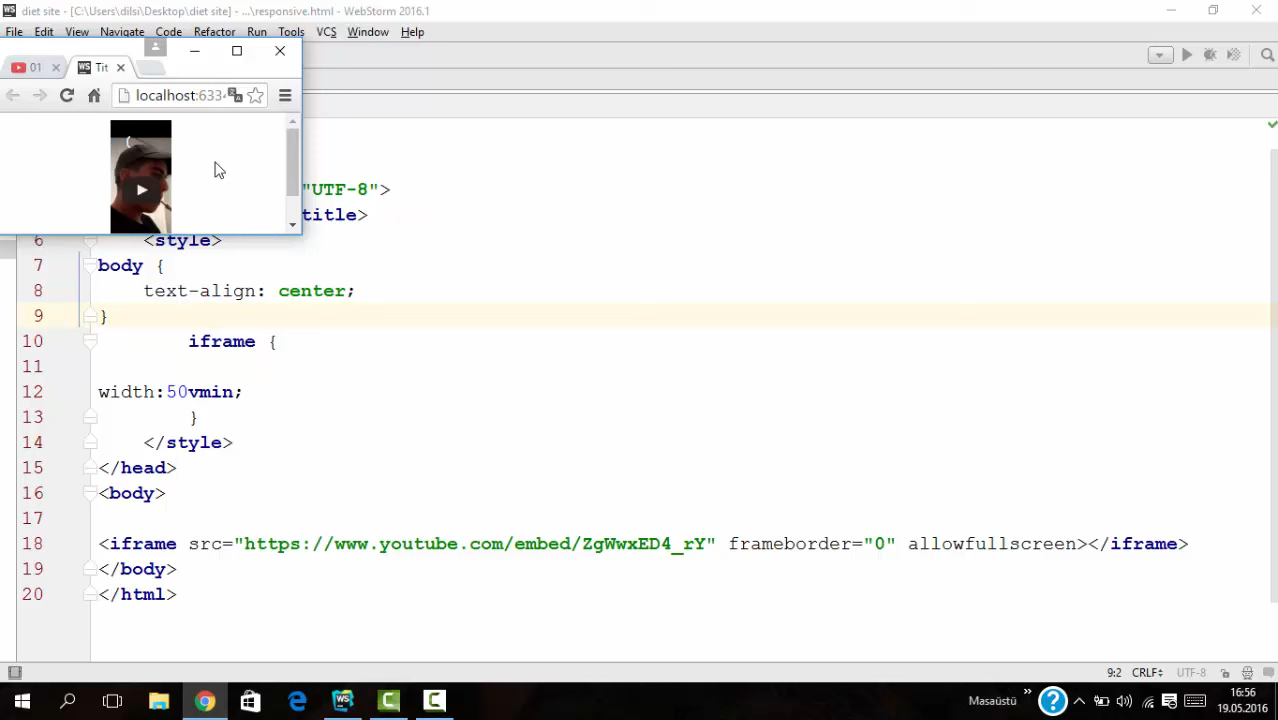 diet site - [C:\Users\dilsi\Desktop\diet site] - ...\responsive.html - WebStorm 2016.1
File Edit View Navigate Code Refactor Run Tools VCS Window Help
01 Tit
localhost:633
"UTF-8">
title>
6 <style>
7 body {
8 text-align: center;
9 }
10 iframe {
11
12 width:50vmin;
13 }
14 </style>
15 </head>
16 <body>
17
18 <iframe src="https://www.youtube.com/embed/ZgWwxED4_rY" frameborder="0" allowfullscreen></iframe>
19 </body>
20 </html>
9:2 CRLF UTF-8
Masaüstü
16:56
19.05.2016